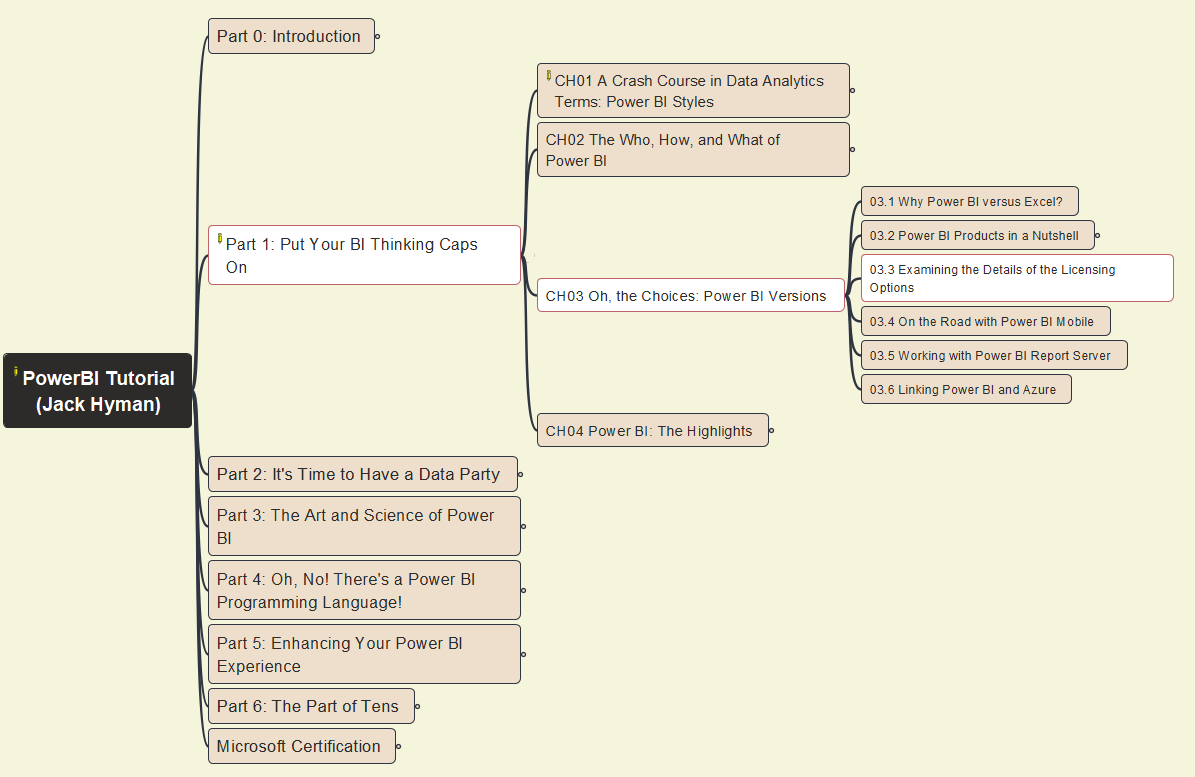 Part 0: Introduction
CH01 A Crash Course in Data Analytics
Terms: Power BI Styles
CH02 The Who, How, and What of
Power BI
03.1 Why Power BI versus Excel?
03.2 Power BI Products in a Nutshell
Part 1: Put Your BI Thinking Caps
On
03.3 Examining the Details of the Licensing
Options
CH03 Oh, the Choices: Power BI Versions
03.4 On the Road with Power BI Mobile
03.5 Working with Power BI Report Server
03.6 Linking Power BI and Azure
PowerBI Tutorial
(Jack Hyman)
CH04 Power BI: The Highlights
Part 2: It's Time to Have a Data Party
Part 3: The Art and Science of Power
BI
Part 4: Oh, No! There's a Power BI
Programming Language!
Part 5: Enhancing Your Power BI
Experience
Part 6: The Part of Tens
Microsoft Certification